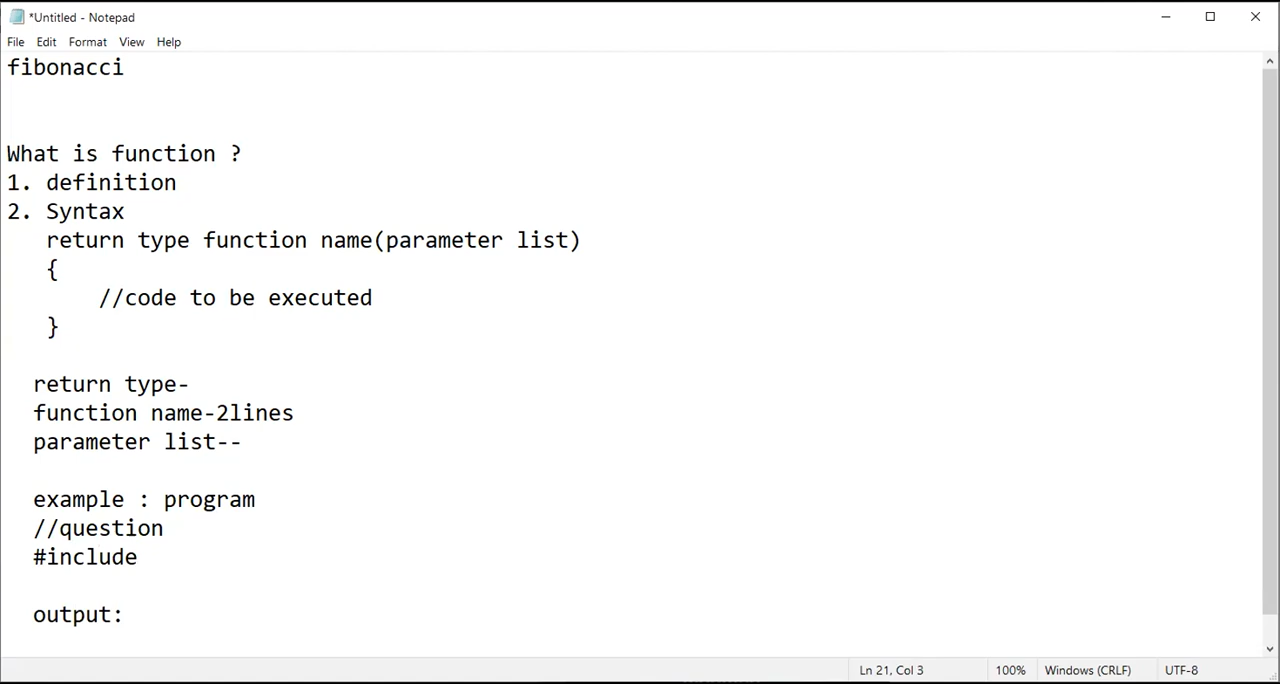 *Untitled - Notepad
File Edit Format View Help
fibonacci
What is function ?
1. definition
2. Syntax
return type function name(parameter list)
{
//code to be executed
}
return type-
function name-2lines
parameter list--
example : program
//question
#include
output:
Ln 21, Col 3 100% Windows (CRLF) UTF-8